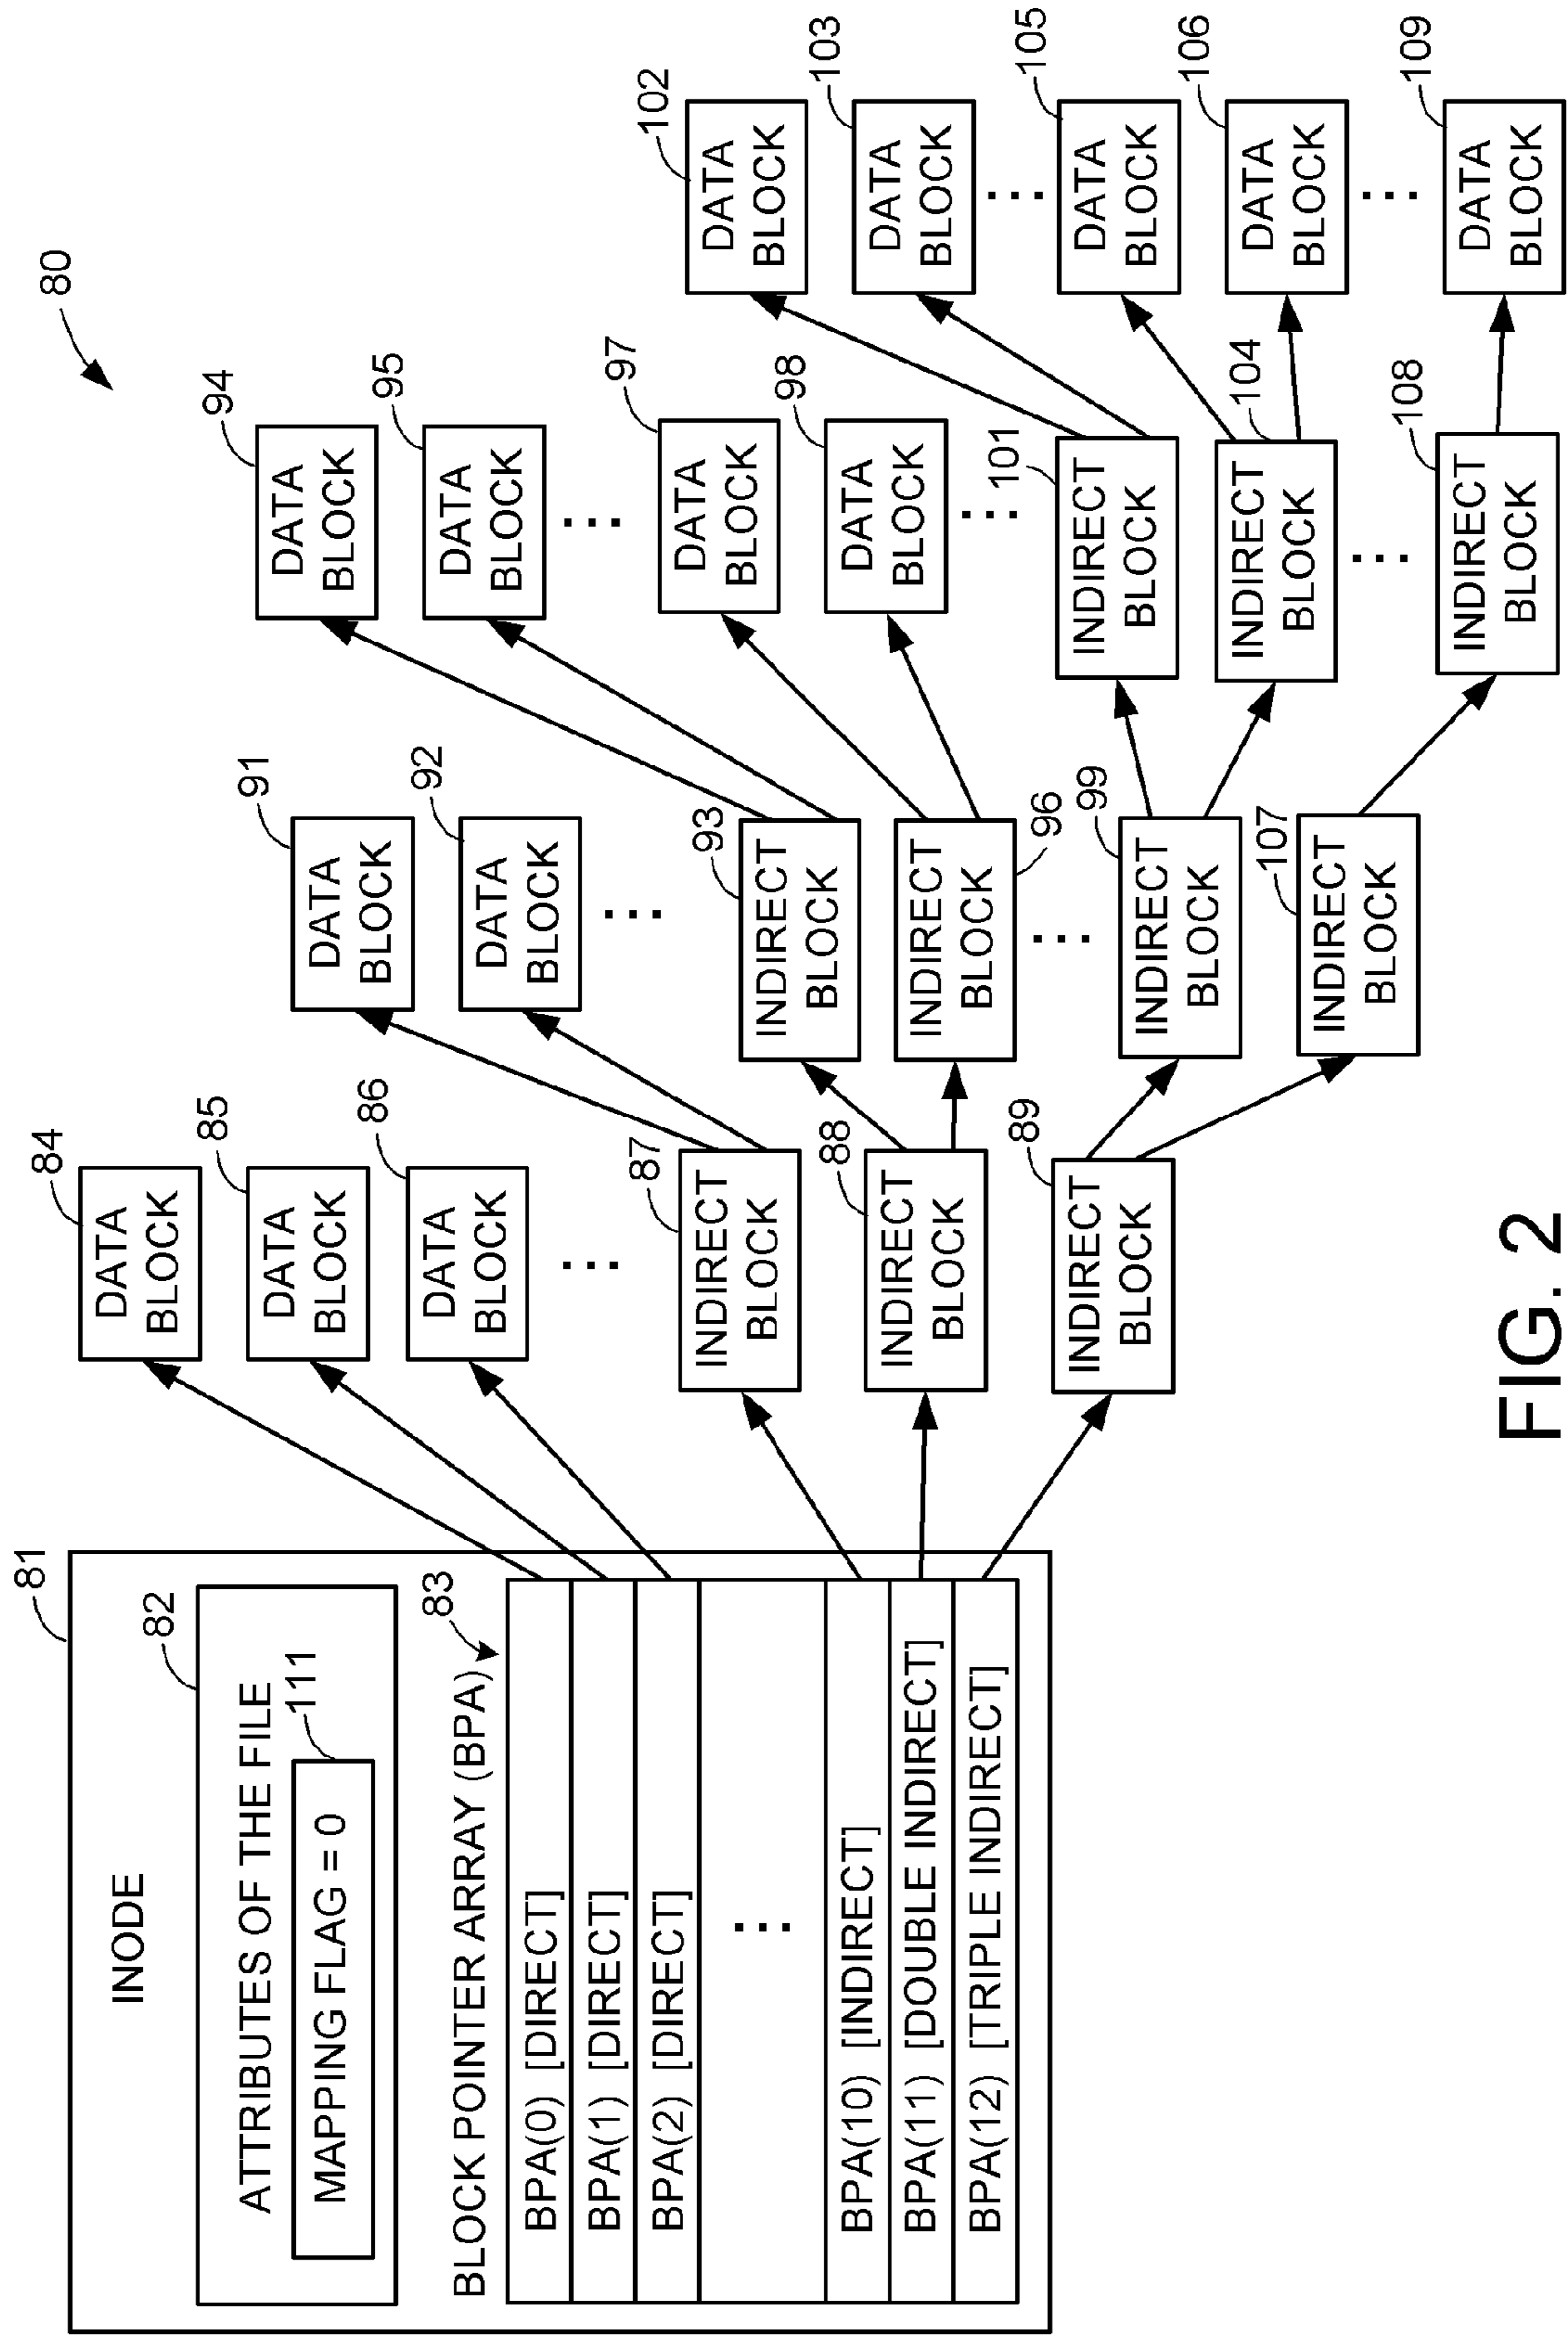 80
81
INODE
82
ATTRIBUTES OF THE FILE
111
MAPPING FLAG = 0
BLOCK POINTER ARRAY (BPA)
83
BPA(0) [DIRECT]
BPA(1) [DIRECT]
BPA(2) [DIRECT]
...
BPA(10) [INDIRECT]
BPA(11) [DOUBLE INDIRECT]
BPA(12) [TRIPLE INDIRECT]
84
DATA
BLOCK
85
DATA
BLOCK
86
DATA
BLOCK
...
87
INDIRECT
BLOCK
88
INDIRECT
BLOCK
89
INDIRECT
BLOCK
91
DATA
BLOCK
92
DATA
BLOCK
...
93
INDIRECT
BLOCK
INDIRECT
BLOCK
96
...
99
INDIRECT
BLOCK
107
INDIRECT
BLOCK
94
DATA
BLOCK
95
DATA
BLOCK
...
97
DATA
BLOCK
98
DATA
BLOCK
...
101
INDIRECT
BLOCK
104
INDIRECT
BLOCK
...
108
INDIRECT
BLOCK
102
DATA
BLOCK
103
DATA
BLOCK
...
105
DATA
BLOCK
106
DATA
BLOCK
...
109
DATA
BLOCK
FIG. 2